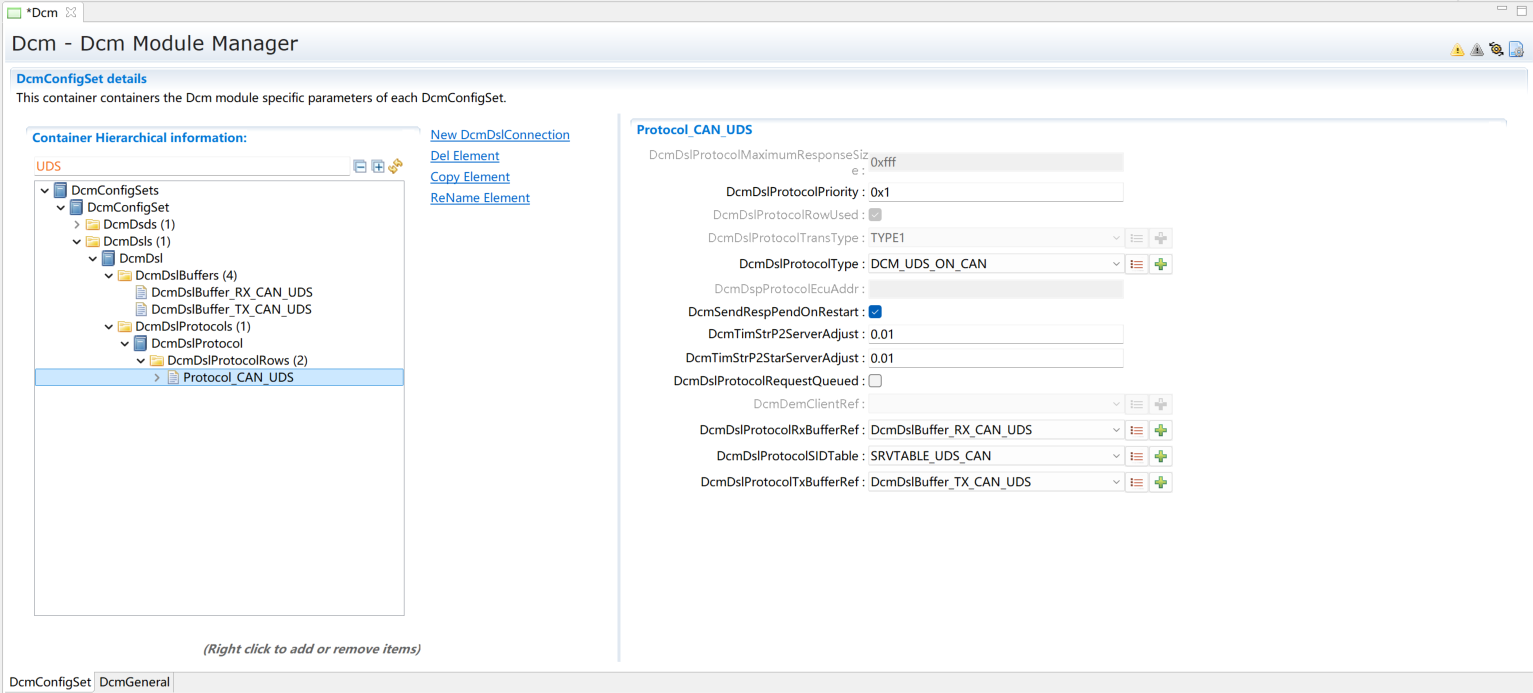 *Dcm
Dcm - Dcm Module Manager
DcmConfigSet details
This container containers the Dcm module specific parameters of each DcmConfigSet.
Container Hierarchical information:
UDS
DcmConfigSets
DcmConfigSet
DcmDsds (1)
DcmDsls (1)
DcmDsl
DcmDslBuffers (4)
DcmDslBuffer_RX_CAN_UDS
DcmDslBuffer_TX_CAN_UDS
DcmDslProtocols (1)
DcmDslProtocol
DcmDslProtocolRows (2)
Protocol_CAN_UDS
(Right click to add or remove items)
New DcmDslConnection
Del Element
Copy Element
ReName Element
Protocol_CAN_UDS
DcmDslProtocolMaximumResponseSiz
e : 0xfff
DcmDslProtocolPriority : 0x1
DcmDslProtocolRowUsed :
DcmDslProtocolTransType : TYPE1
DcmDslProtocolType : DCM_UDS_ON_CAN
DcmDspProtocolEcuAddr :
DcmSendRespPendOnRestart :
DcmTimStrP2ServerAdjust : 0.01
DcmTimStrP2StarServerAdjust : 0.01
DcmDslProtocolRequestQueued :
DcmDemClientRef :
DcmDslProtocolRxBufferRef : DcmDslBuffer_RX_CAN_UDS
DcmDslProtocolSIDTable : SRVTABLE_UDS_CAN
DcmDslProtocolTxBufferRef : DcmDslBuffer_TX_CAN_UDS
DcmConfigSet DcmGeneral